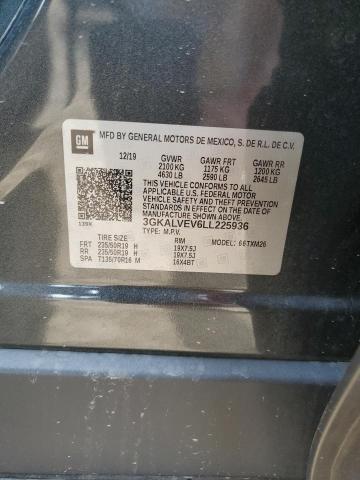 GM
MFD BY GENERAL MOTORS DE MEXICO, S. DE R.L. DE C.V.
12/19 GVWR GAWR FRT GAWR RR
2100 KG 1175 KG 1200 KG
4630 LB 2590 LB 2645 LB
THIS VEHICLE CONFORMS TO ALL APPLICABLE
U.S. FEDERAL MOTOR
VEHICLE SAFETY, BUMPER, AND
THEFT PREVENTION STANDARDS
IN EFFECT ON THE DATE OF
MANUFACTURE SHOWN ABOVE.
3GKALVEV6LL225936
TYPE: M.P.V.
MODEL: 66TXM26
TIRE SIZE RIM
FRT 235/50R19 H 19X7.5J
RR 235/50R19 H 19X7.5J
SPA T135/70R16 M 16X4BT